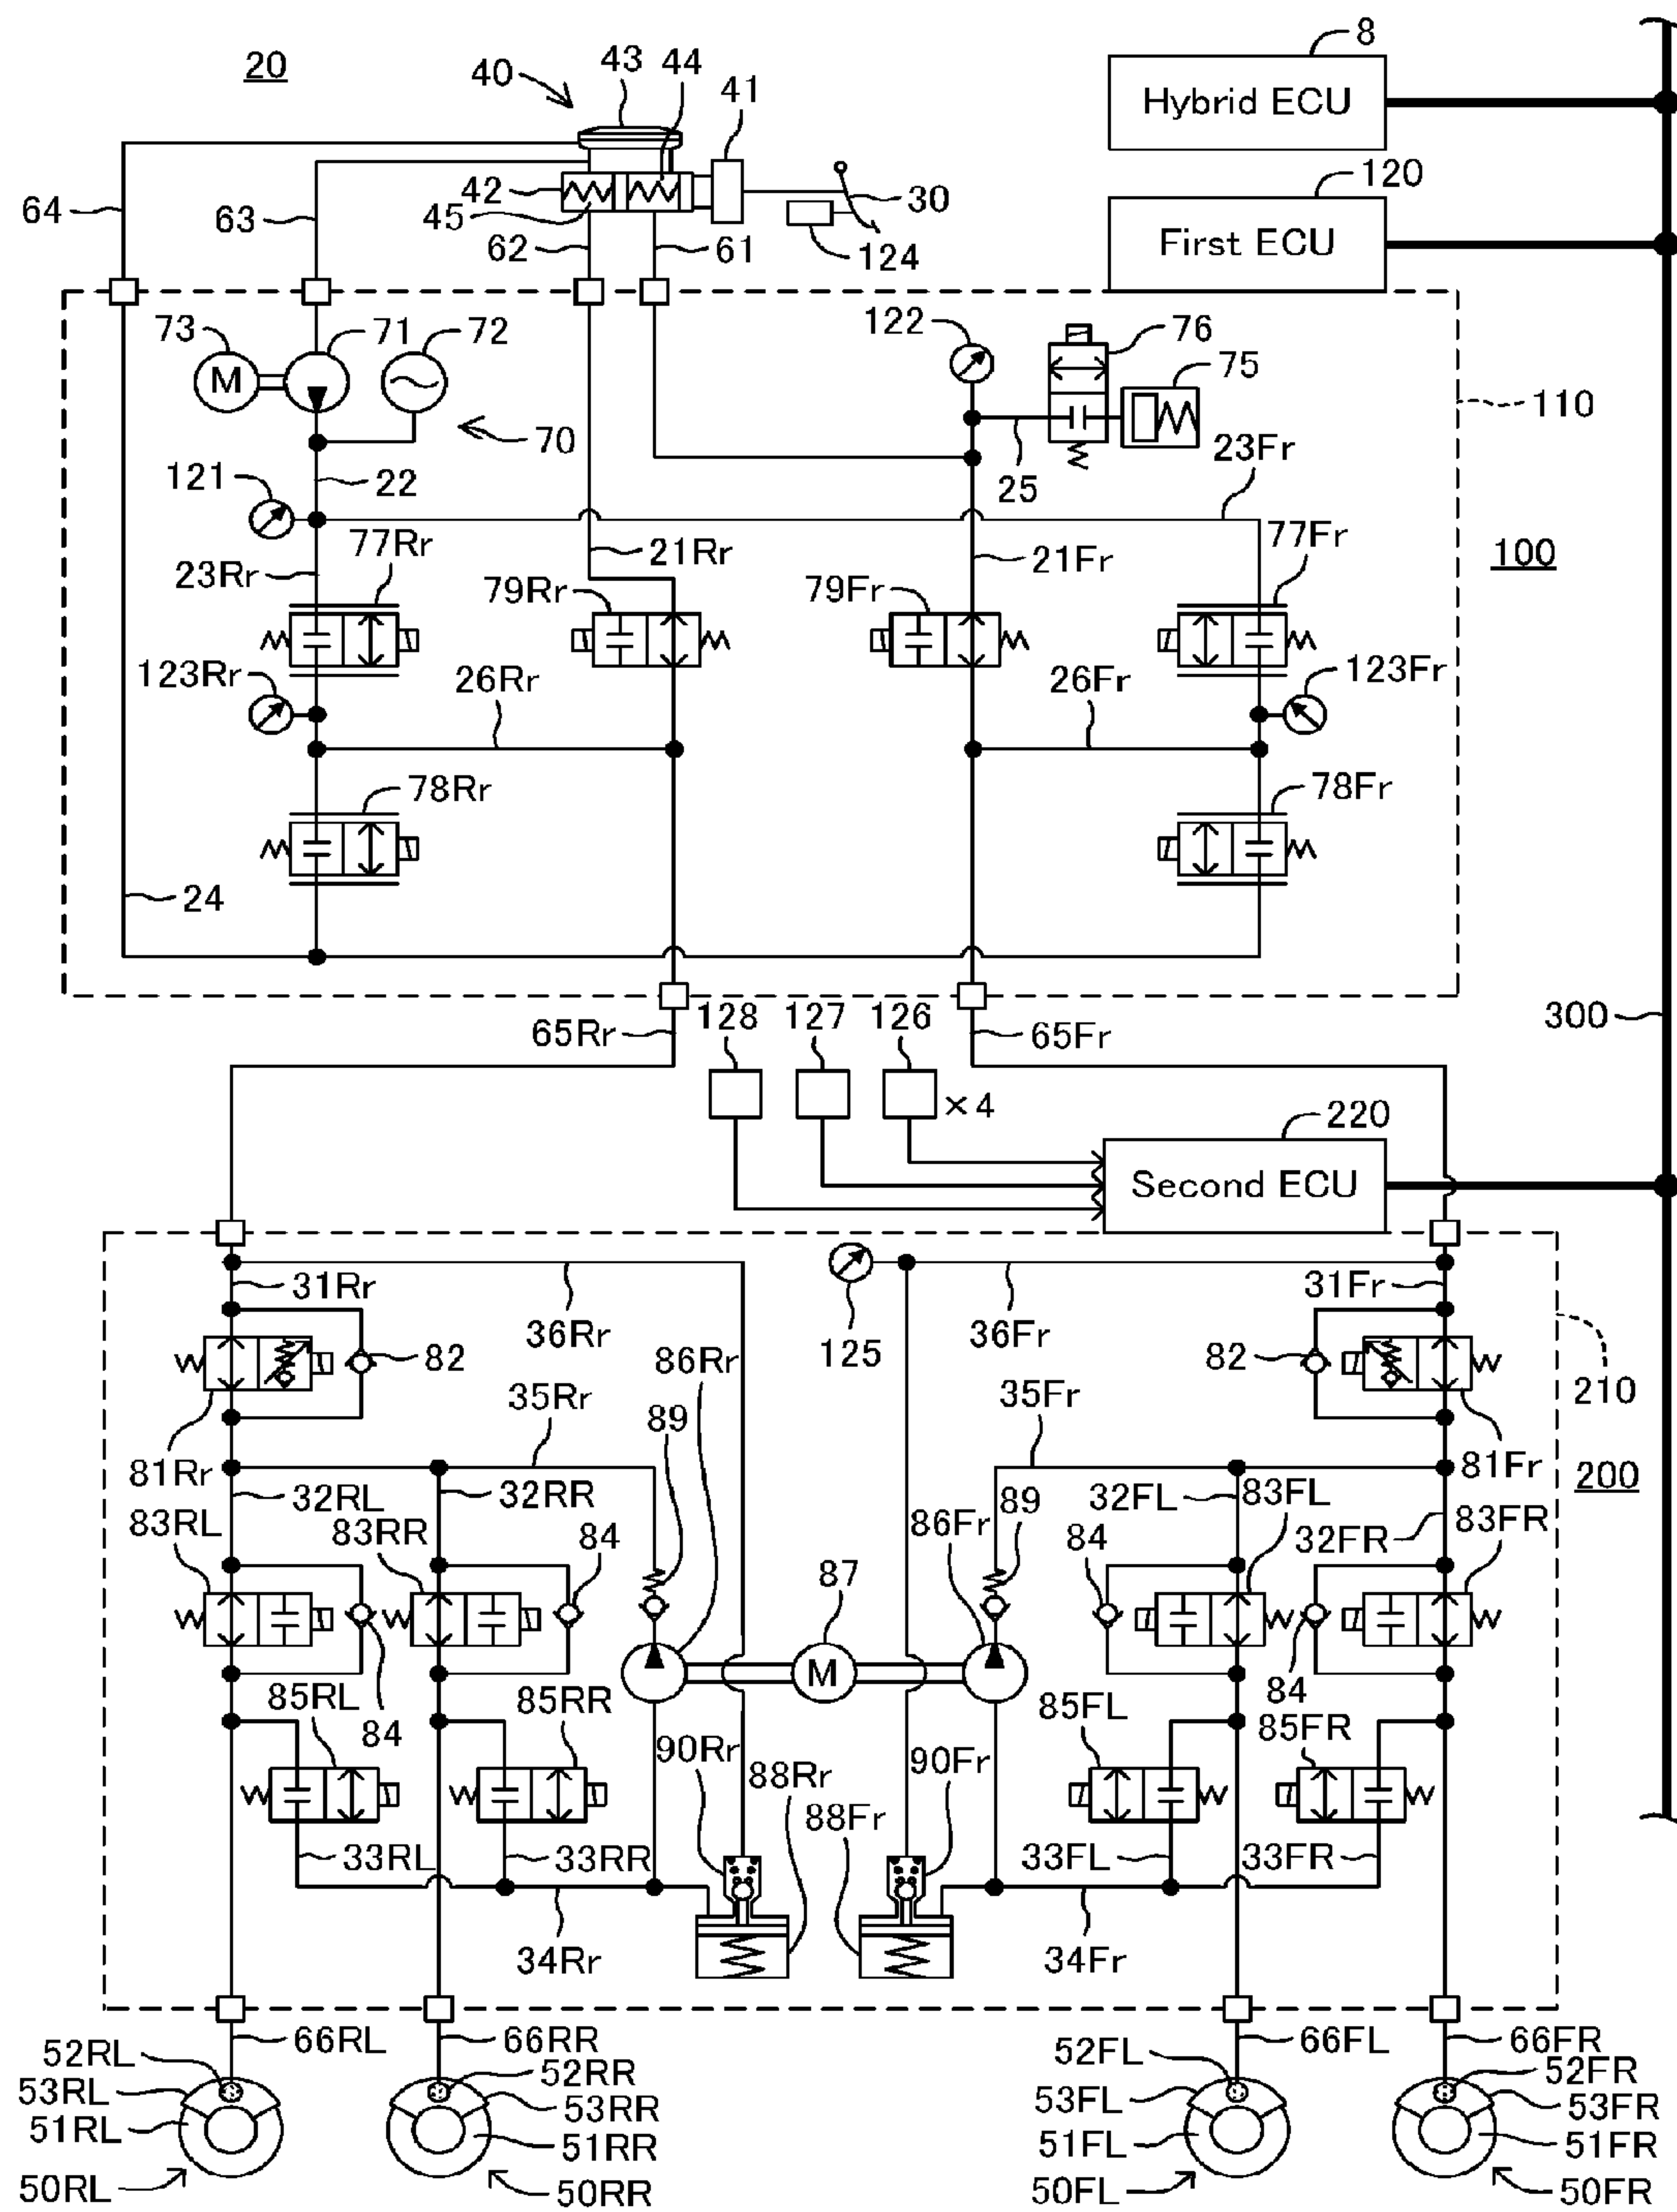 20
40
43
44
41
8
Hybrid ECU
42
45
30
120
64
63
62
61
124
First ECU
73
71
72
M
122
76
75
110
70
23Fr
121
22
25
77Rr
21Rr
21Fr
77Fr
100
23Rr
79Rr
79Fr
123Rr
26Rr
26Fr
123Fr
78Rr
78Fr
24
128
127
126
300
65Rr
65Fr
×4
220
Second ECU
31Rr
31Fr
36Rr
125
36Fr
82
86Rr
82
210
35Rr
89
35Fr
81Rr
81Fr
200
32RL
32RR
32FL
83FL
89
83RL
83RR
84
86Fr
84
32FR
83FR
87
M
85RL
84
85RR
85FL
84
85FR
90Rr
88Rr
90Fr
88Fr
33RL
33RR
33FL
33FR
34Rr
34Fr
66RL
66RR
66FL
66FR
52RL
52RR
52FL
52FR
53RL
53RR
53FL
53FR
51RL
51RR
51FL
51FR
50RL
50RR
50FL
50FR